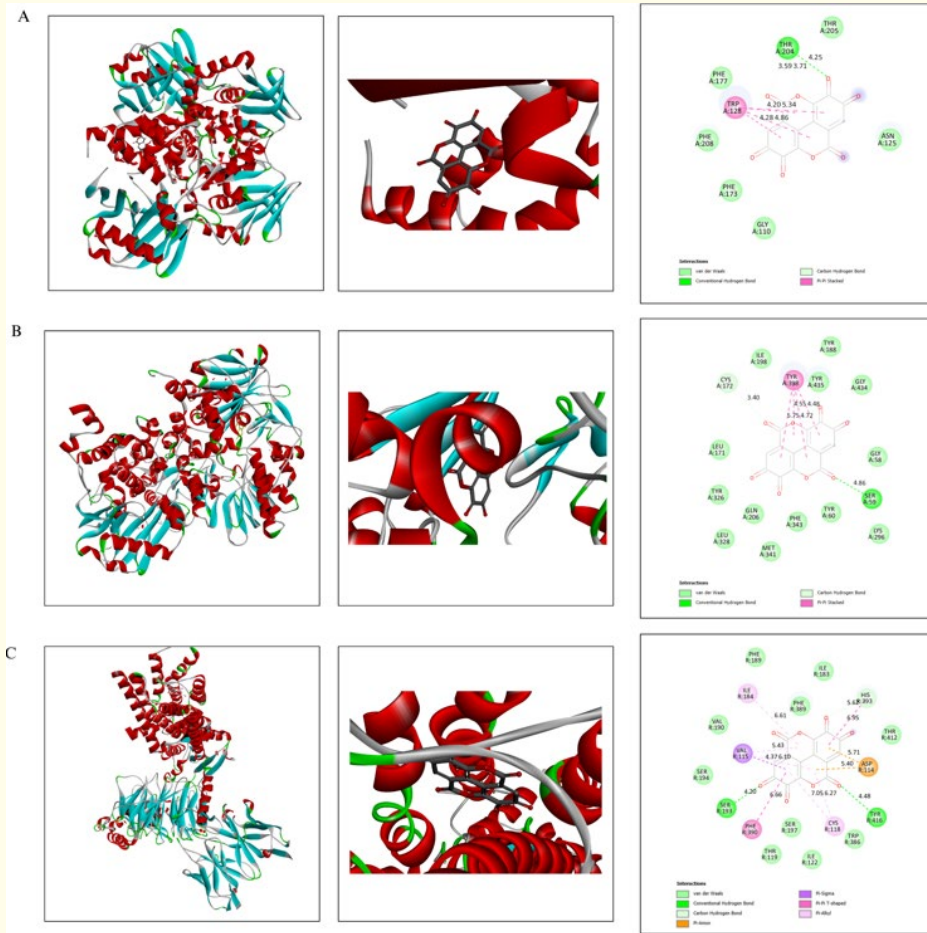 A
THR
A:205
THR
A:204
4.25
3.59 3.71
PHE
A:177
TRP
A:128
4.20 5.34
4.28 4.86
PHE
A:208
ASN
A:125
PHE
A:173
GLY
A:110
Interactions
van der Waals
Conventional Hydrogen Bond
Carbon Hydrogen Bond
Pi-Pi Stacked
B
TYR
A:188
ILE
A:198
CYS
A:172
TYR
A:398
TYR
A:435
GLY
A:434
3.40
4.46
5.75 4.72
LEU
A:171
GLY
A:58
4.86
SER
A:59
TYR
A:326
GLN
A:206
PHE
A:343
TYR
A:60
LYS
A:296
LEU
A:328
MET
A:341
Interactions
van der Waals
Conventional Hydrogen Bond
Carbon Hydrogen Bond
Pi-Pi Stacked
C
PHE
R:189
ILE
R:183
ILE
R:184
PHE
R:389
HIS
R:393
6.61
6.95
VAL
R:190
THR
R:412
VAL
R:115
5.43
4.37
5.71
5.40
ASP
R:114
SER
R:194
4.20
6.66
7.05 6.27
4.48
SER
R:193
PHE
R:390
SER
R:197
CYS
R:118
TRP
R:386
THR
R:119
ILE
R:122
Interactions
van der Waals
Conventional Hydrogen Bond
Carbon Hydrogen Bond
Pi-Anion
Pi-Sigma
Pi-Pi T-shaped
Pi-Alkyl